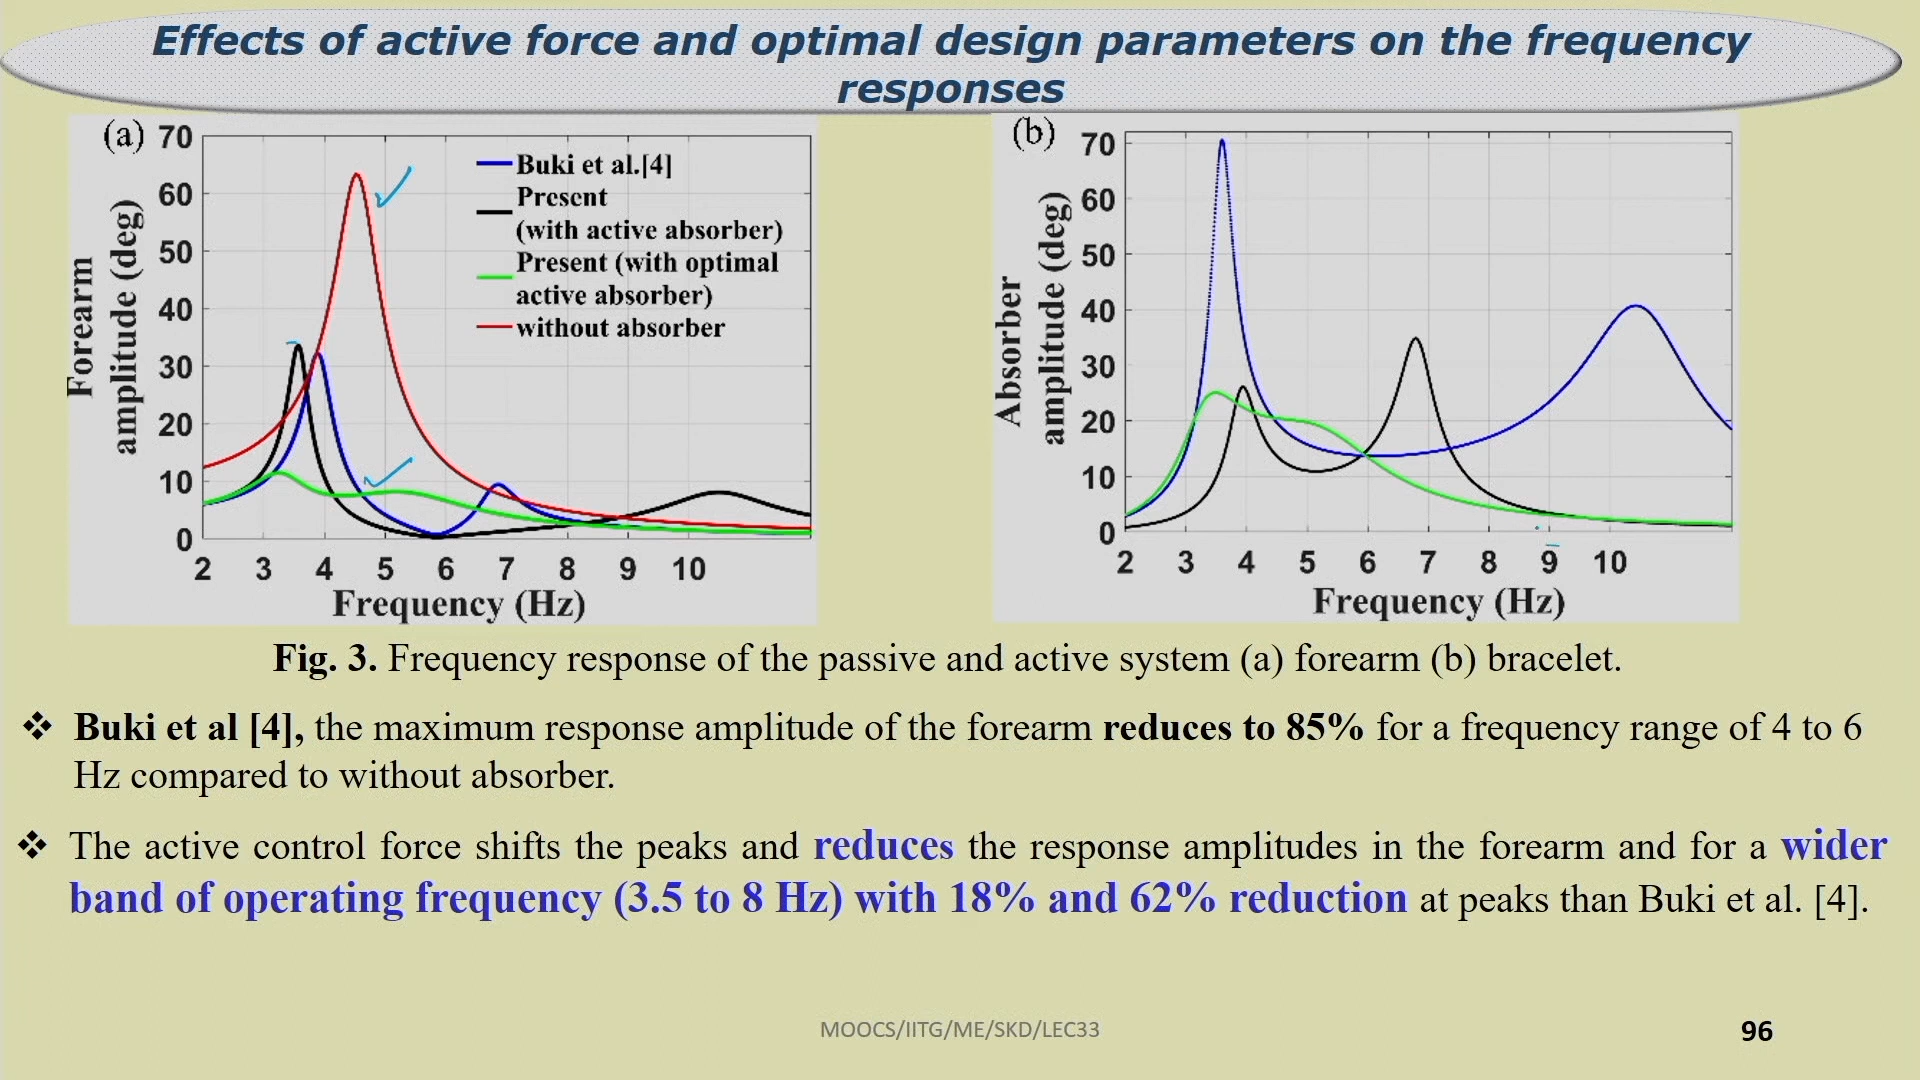 Effects of active force and optimal design parameters on the frequency
responses
(a)
70
60
50
40
30
20
10
0
2 3 4 5 6 7 8 9 10
Frequency (Hz)
Forearm
amplitude (deg)
Buki et al.[4]
Present
(with active absorber)
Present (with optimal
active absorber)
without absorber
(b)
70
60
50
40
30
20
10
0
2 3 4 5 6 7 8 9 10
Frequency (Hz)
Absorber
amplitude (deg)
Fig. 3. Frequency response of the passive and active system (a) forearm (b) bracelet.
❖ Buki et al [4], the maximum response amplitude of the forearm reduces to 85% for a frequency range of 4 to 6
Hz compared to without absorber.
❖ The active control force shifts the peaks and reduces the response amplitudes in the forearm and for a wider
band of operating frequency (3.5 to 8 Hz) with 18% and 62% reduction at peaks than Buki et al. [4].
MOOCS/IITG/ME/SKD/LEC33
96